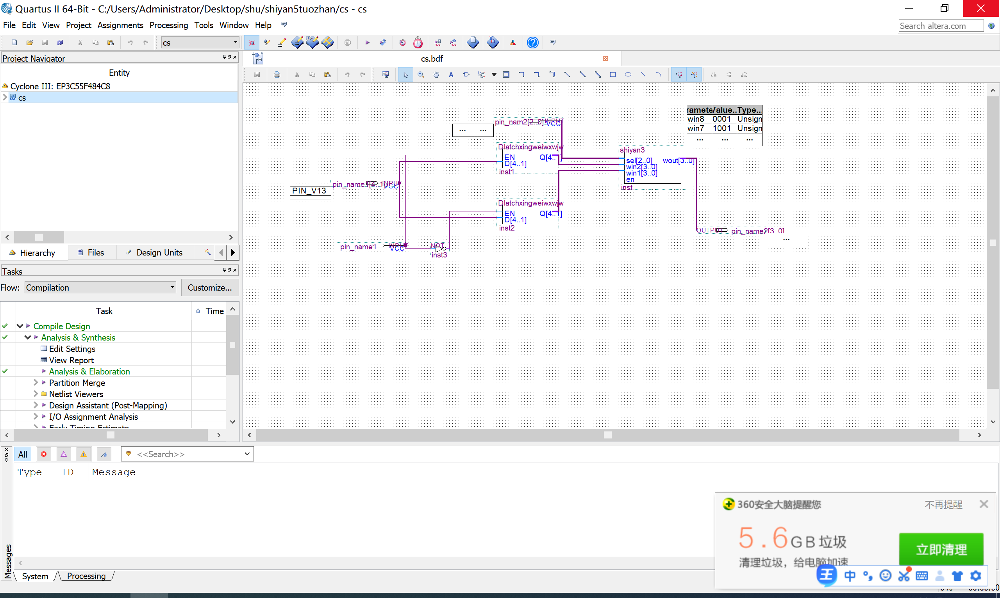 Quartus II 64-Bit - C:/Users/Administrator/Desktop/shu/shiyan5tuozhan/cs - cs
File Edit View Project Assignments Processing Tools Window Help
Search altera.com
cs
Project Navigator
cs.bdf
Entity
Cyclone III: EP3C55F484C8
cs
Hierarchy Files Design Units
Tasks
Flow: Compilation Customize...
Task Time
Compile Design
Analysis & Synthesis
Edit Settings
View Report
Analysis & Elaboration
Partition Merge
Netlist Viewers
Design Assistant (Post-Mapping)
I/O Assignment Analysis
Early Timing Estimate
pin_nam2[2..0] INPUT
VCC
... ...
Dlatchxingweiwxwjw
EN Q[4..1]
D[4..1]
inst1
pin_name1[4..1] INPUT
VCC
PIN_V13
Dlatchxingweiwxwjw
EN Q[4..1]
D[4..1]
inst2
pin_name1 INPUT
VCC
NOT
inst3
ramete Value.. Type...
win8 0001 Unsign
win7 1001 Unsign
... ... ...
shiyan3
sel[2..0] wout[3..0]
win2[3..0]
win1[3..0]
en
inst
OUTPUT pin_name2[3..0]
...
All <<Search>>
Type ID Message
Messages
System Processing
360安全大脑提醒您 不再提醒
5.6GB垃圾
清理垃圾，给电脑加速
立即清理
王 中